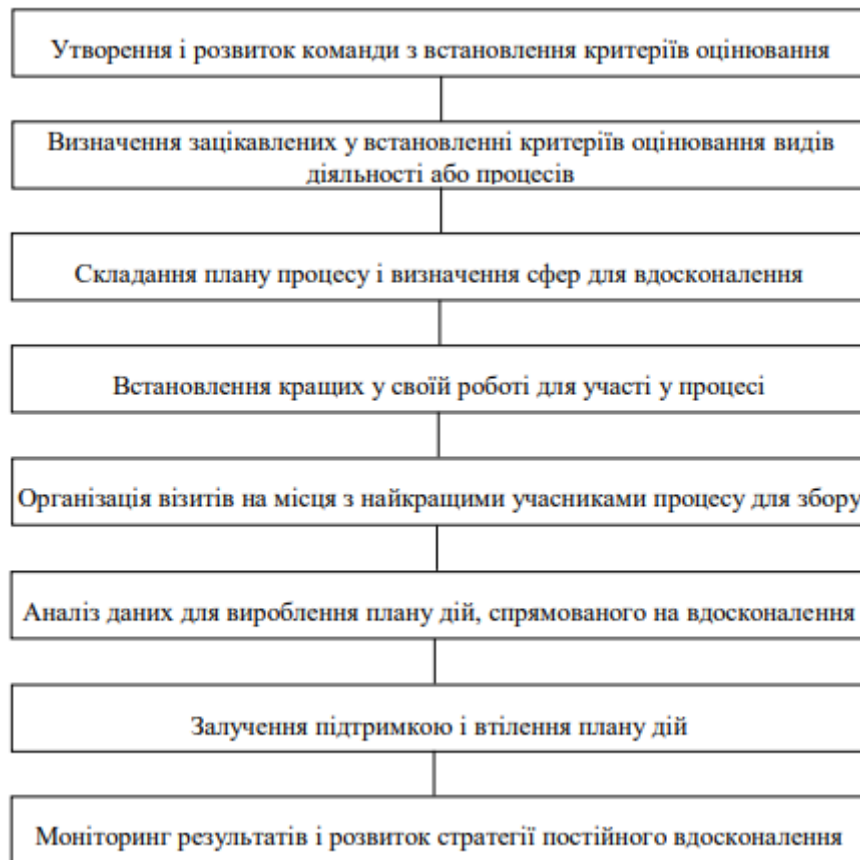 Утворення і розвиток команди з встановлення критеріїв оцінювання
Визначення зацікавлених у встановленні критеріїв оцінювання видів
діяльності або процесів
Складання плану процесу і визначення сфер для вдосконалення
Встановлення кращих у своїй роботі для участі у процесі
Організація візитів на місця з найкращими учасниками процесу для збору
Аналіз даних для вироблення плану дій, спрямованого на вдосконалення
Залучення підтримкою і втілення плану дій
Моніторинг результатів і розвиток стратегії постійного вдосконалення